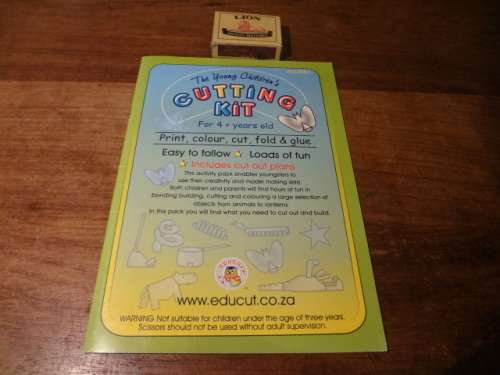 LION
SAFETY MATCHES
The Young Children's
CUTTING
KIT
For 4 + years old
Print, colour, cut, fold & glue
Easy to follow Loads of fun
Includes cut out plans
This activity pack enables youngsters to
use their creativity and model making skills.
Both children and parents will find hours of fun in
bonding building, cutting and colouring a large selection of
objects from animals to lanterns.
In this pack you will find what you need to cut out and build.
EDUCUT
www.educut.co.za
WARNING: Not suitable for children under the age of three years.
Scissors should not be used without adult supervision.